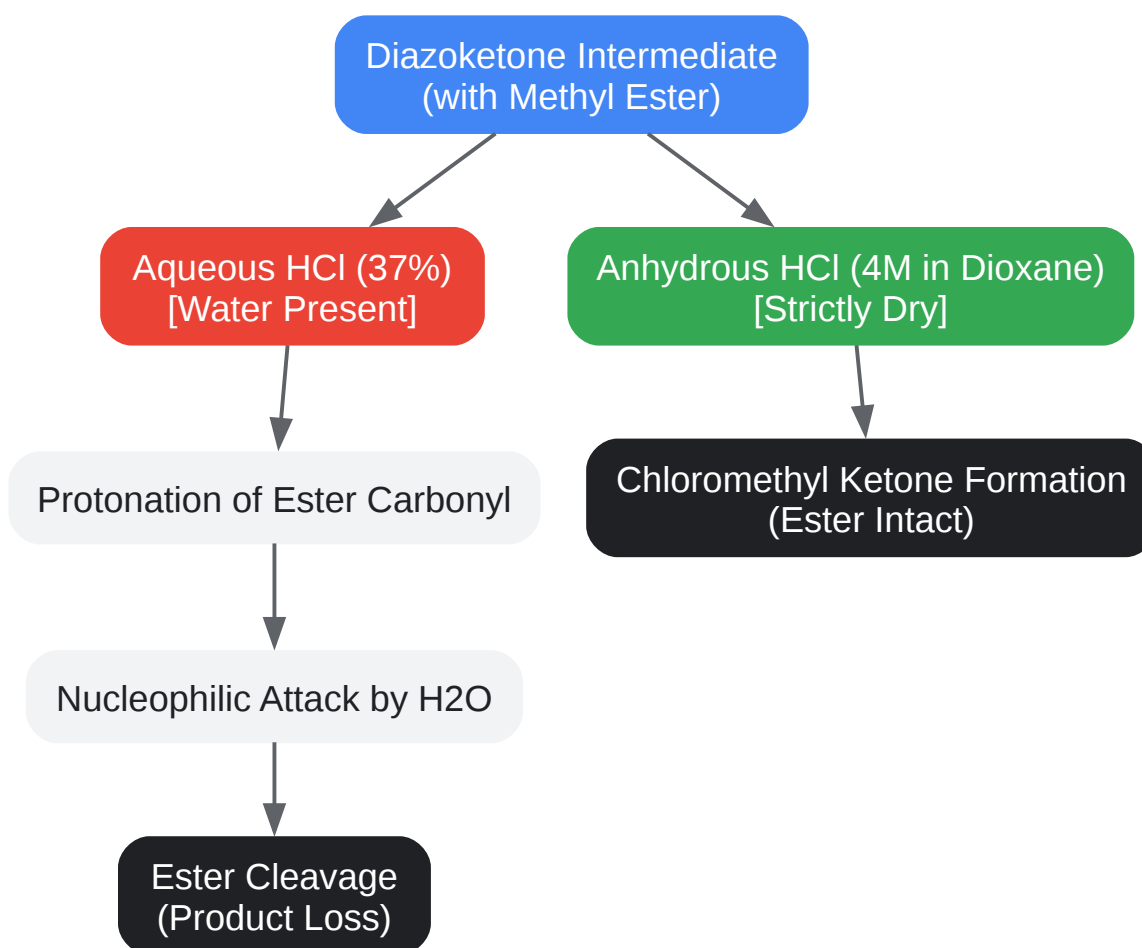 Diazoketone Intermediate
(with Methyl Ester)
Aqueous HCl (37%)
[Water Present]
Anhydrous HCl (4M in Dioxane)
[Strictly Dry]
Protonation of Ester Carbonyl
Chloromethyl Ketone Formation
(Ester Intact)
Nucleophilic Attack by H2O
Ester Cleavage
(Product Loss)